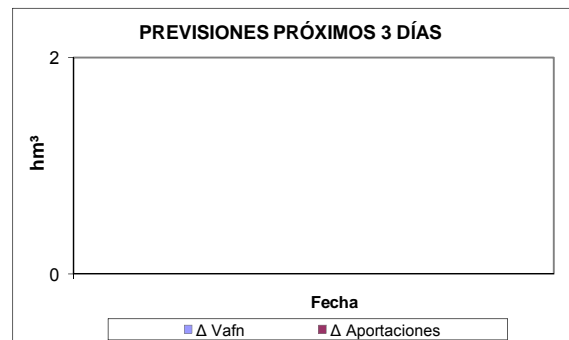 PREVISIONES PRÓXIMOS 3 DÍAS
2
hm³
0
Fecha
Δ Vafn Δ Aportaciones